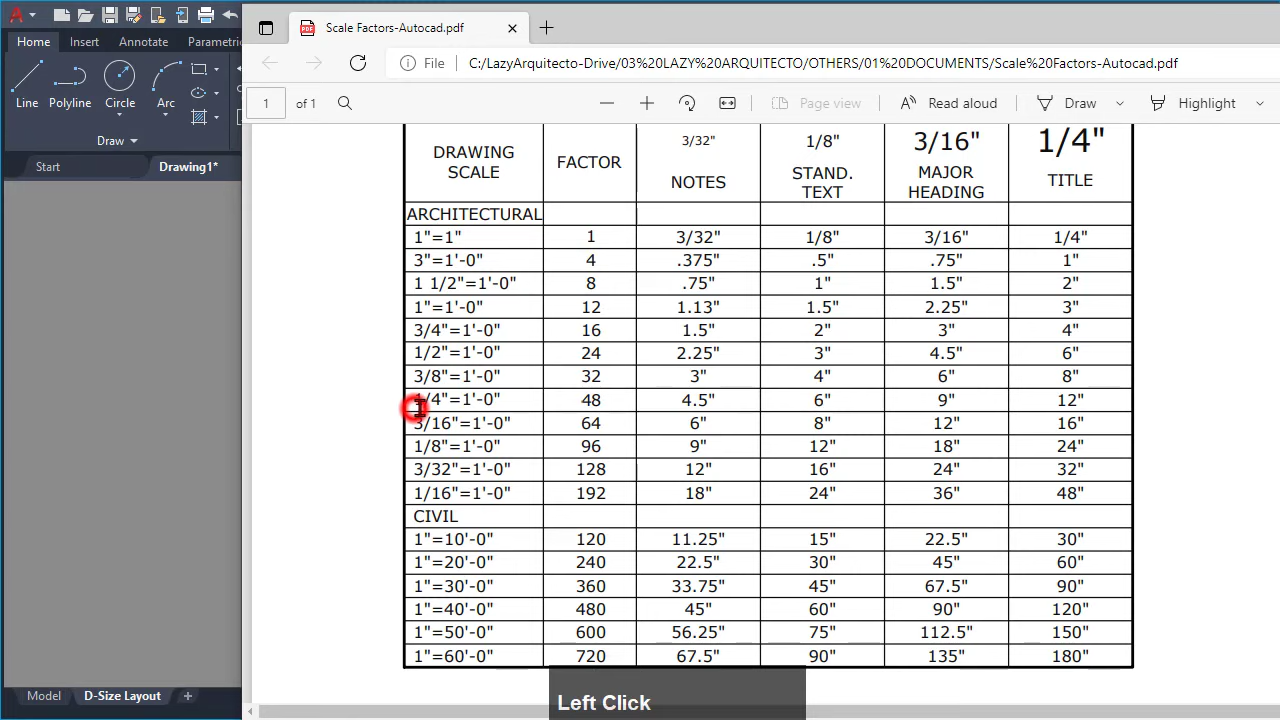 Scale Factors-Autocad.pdf
Home Insert Annotate Parametri
File C:/LazyArquitecto-Drive/03%20LAZY%20ARQUITECTO/OTHERS/01%20DOCUMENTS/Scale%20Factors-Autocad.pdf
Line Polyline Circle Arc
1 of 1 Page view Read aloud Draw Highlight
Draw
Start Drawing1*
DRAWING SCALE FACTOR 3/32" NOTES 1/8" STAND. TEXT 3/16" MAJOR HEADING 1/4" TITLE
ARCHITECTURAL
1"=1" 1 3/32" 1/8" 3/16" 1/4"
3"=1'-0" 4 .375" .5" .75" 1"
1 1/2"=1'-0" 8 .75" 1" 1.5" 2"
1"=1'-0" 12 1.13" 1.5" 2.25" 3"
3/4"=1'-0" 16 1.5" 2" 3" 4"
1/2"=1'-0" 24 2.25" 3" 4.5" 6"
3/8"=1'-0" 32 3" 4" 6" 8"
1/4"=1'-0" 48 4.5" 6" 9" 12"
3/16"=1'-0" 64 6" 8" 12" 16"
1/8"=1'-0" 96 9" 12" 18" 24"
3/32"=1'-0" 128 12" 16" 24" 32"
1/16"=1'-0" 192 18" 24" 36" 48"
CIVIL
1"=10'-0" 120 11.25" 15" 22.5" 30"
1"=20'-0" 240 22.5" 30" 45" 60"
1"=30'-0" 360 33.75" 45" 67.5" 90"
1"=40'-0" 480 45" 60" 90" 120"
1"=50'-0" 600 56.25" 75" 112.5" 150"
1"=60'-0" 720 67.5" 90" 135" 180"
Model D-Size Layout
Left Click